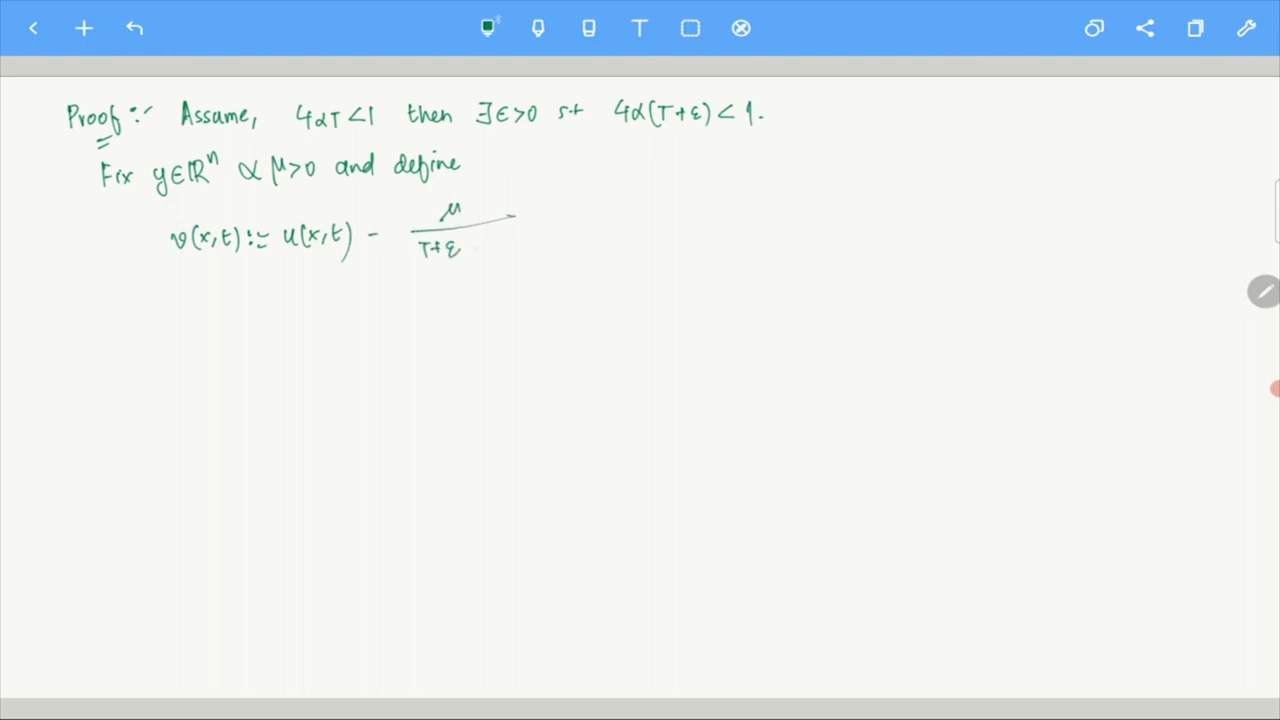 Proof :- Assume, 4αT<1 then ∃ε>0 s.t 4α(T+ε)<1.
Fix y∈ℝⁿ & μ>0 and define
v(x,t) := u(x,t) - μ/(T+ε